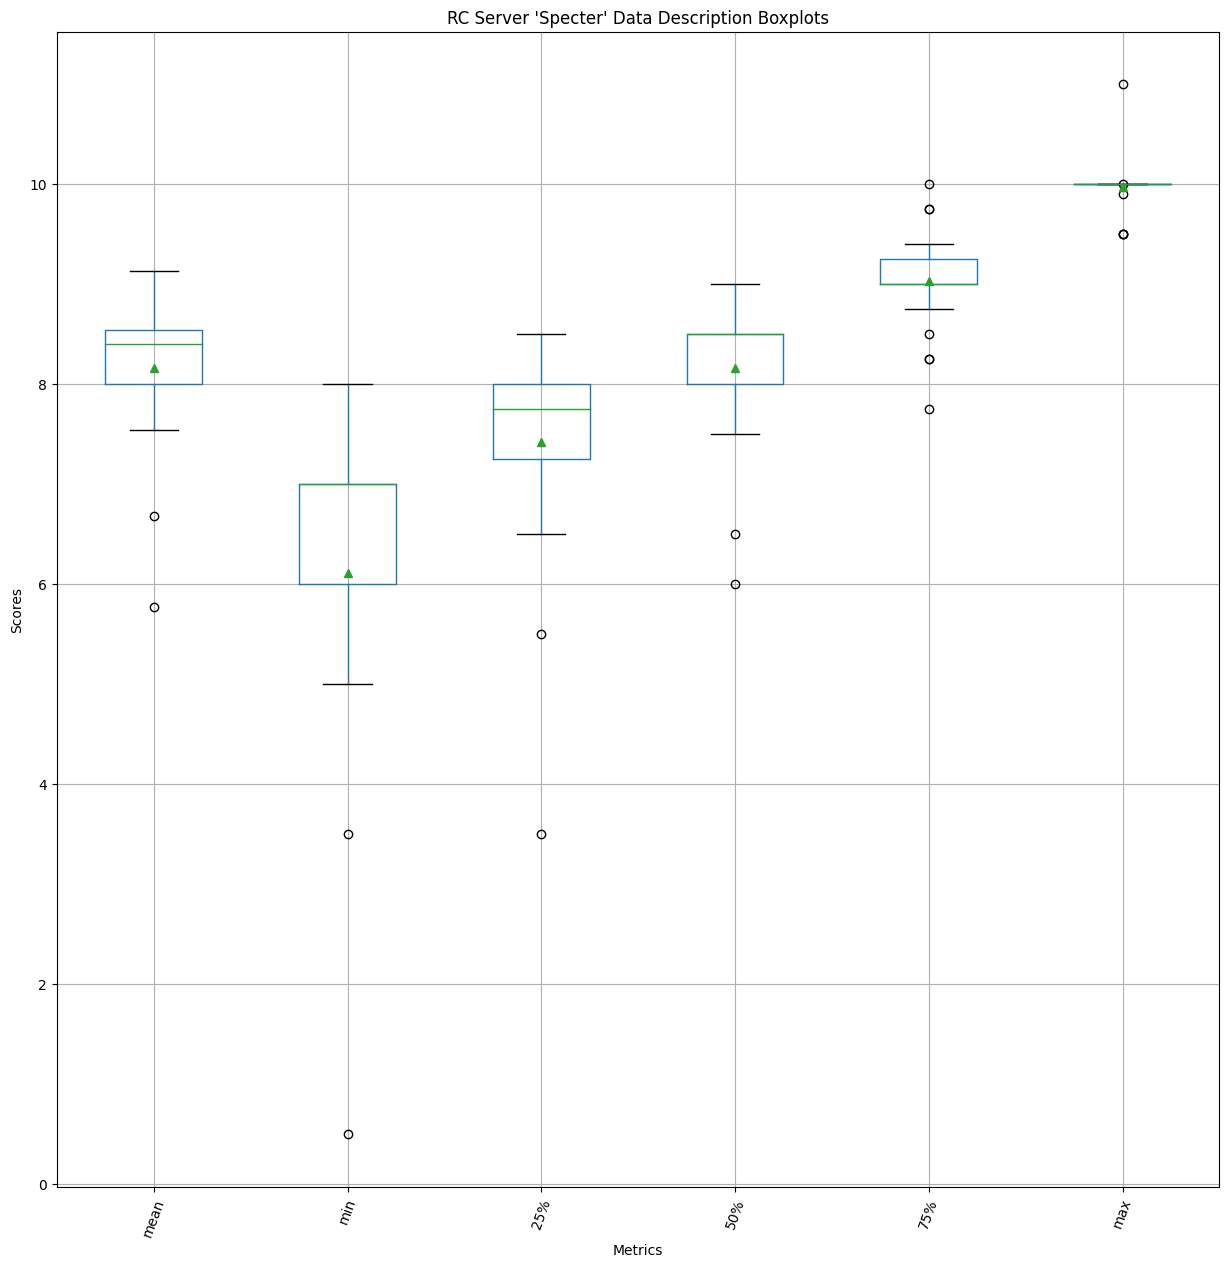 RC Server 'Specter' Data Description Boxplots
10
8
6
4
2
0
Scores
mean
min
25%
50%
75%
max
Metrics